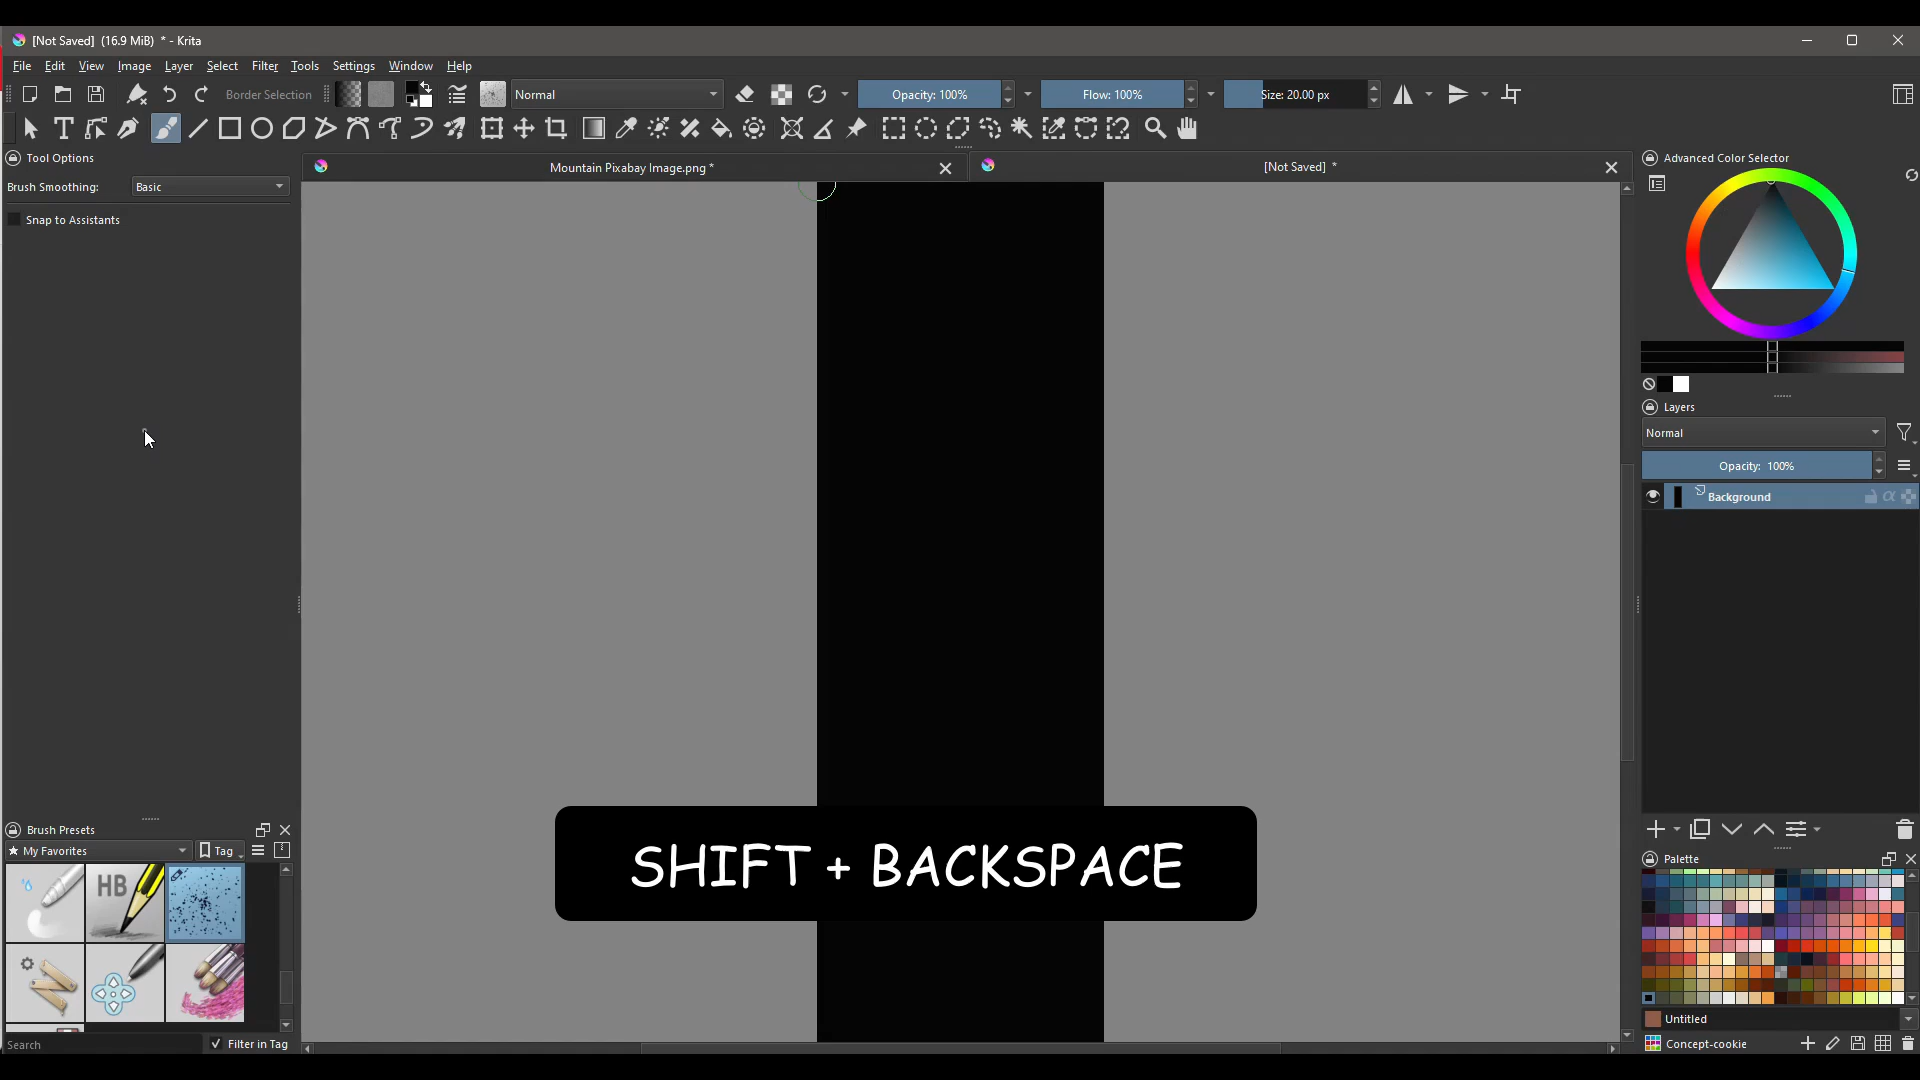 [Not Saved] (16.9 MiB) * - Krita
File Edit View Image Layer Select Filter Tools Settings Window Help
Border Selection
Normal
Opacity: 100%
Flow: 100%
Size: 20.00 px
Tool Options
Mountain Pixabay Image.png *
[Not Saved] *
Advanced Color Selector
Brush Smoothing:
Basic
Snap to Assistants
Layers
Normal
Opacity: 100%
Background
Brush Presets
My Favorites
Tag
HB
SHIFT + BACKSPACE
Palette
Untitled
Search
Filter in Tag
Concept-cookie